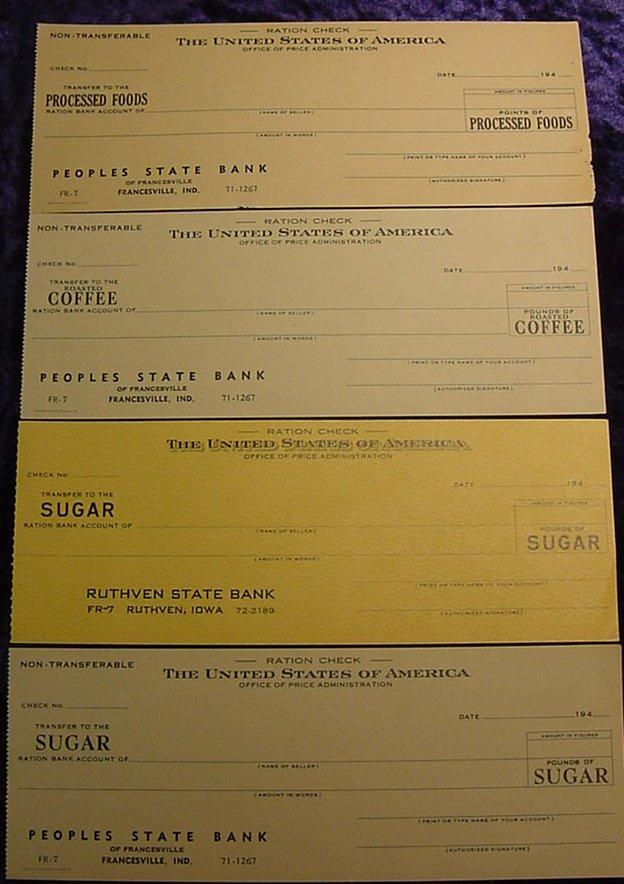 NON-TRANSFERABLE
RATION CHECK
THE UNITED STATES OF AMERICA
OFFICE OF PRICE ADMINISTRATION
CHECK No.
DATE 194
TRANSFER TO THE
PROCESSED FOODS
RATION BANK ACCOUNT OF
(NAME OF SELLER)
AMOUNT IN FIGURES
POINTS OF
PROCESSED FOODS
(AMOUNT IN WORDS)
(PRINT OR TYPE NAME OF YOUR ACCOUNT)
PEOPLES STATE BANK
OF FRANCESVILLE
FR-7 FRANCESVILLE, IND. 71-1267
(AUTHORIZED SIGNATURE)
NON-TRANSFERABLE
RATION CHECK
THE UNITED STATES OF AMERICA
OFFICE OF PRICE ADMINISTRATION
CHECK No.
DATE 194
TRANSFER TO THE
ROASTED
COFFEE
RATION BANK ACCOUNT OF
(NAME OF SELLER)
AMOUNT IN FIGURES
POUNDS OF
ROASTED
COFFEE
(AMOUNT IN WORDS)
(PRINT OR TYPE NAME OF YOUR ACCOUNT)
PEOPLES STATE BANK
OF FRANCESVILLE
FR-7 FRANCESVILLE, IND. 71-1267
(AUTHORIZED SIGNATURE)
RATION CHECK
THE UNITED STATES OF AMERICA
OFFICE OF PRICE ADMINISTRATION
CHECK No.
DATE 194
TRANSFER TO THE
SUGAR
RATION BANK ACCOUNT OF
(NAME OF SELLER)
AMOUNT IN FIGURES
POUNDS OF
SUGAR
(AMOUNT IN WORDS)
(PRINT OR TYPE NAME OF YOUR ACCOUNT)
RUTHVEN STATE BANK
FR-7 RUTHVEN, IOWA 72-2189
(AUTHORIZED SIGNATURE)
NON-TRANSFERABLE
RATION CHECK
THE UNITED STATES OF AMERICA
OFFICE OF PRICE ADMINISTRATION
CHECK No.
DATE 194
TRANSFER TO THE
SUGAR
RATION BANK ACCOUNT OF
(NAME OF SELLER)
AMOUNT IN FIGURES
POUNDS OF
SUGAR
(AMOUNT IN WORDS)
(PRINT OR TYPE NAME OF YOUR ACCOUNT)
PEOPLES STATE BANK
OF FRANCESVILLE
FR-7 FRANCESVILLE, IND. 71-1267
(AUTHORIZED SIGNATURE)